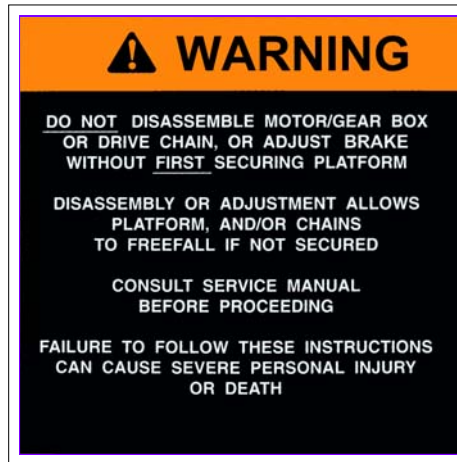 WARNING
DO NOT DISASSEMBLE MOTOR/GEAR BOX
OR DRIVE CHAIN, OR ADJUST BRAKE
WITHOUT FIRST SECURING PLATFORM
DISASSEMBLY OR ADJUSTMENT ALLOWS
PLATFORM, AND/OR CHAINS
TO FREEFALL IF NOT SECURED
CONSULT SERVICE MANUAL
BEFORE PROCEEDING
FAILURE TO FOLLOW THESE INSTRUCTIONS
CAN CAUSE SEVERE PERSONAL INJURY
OR DEATH